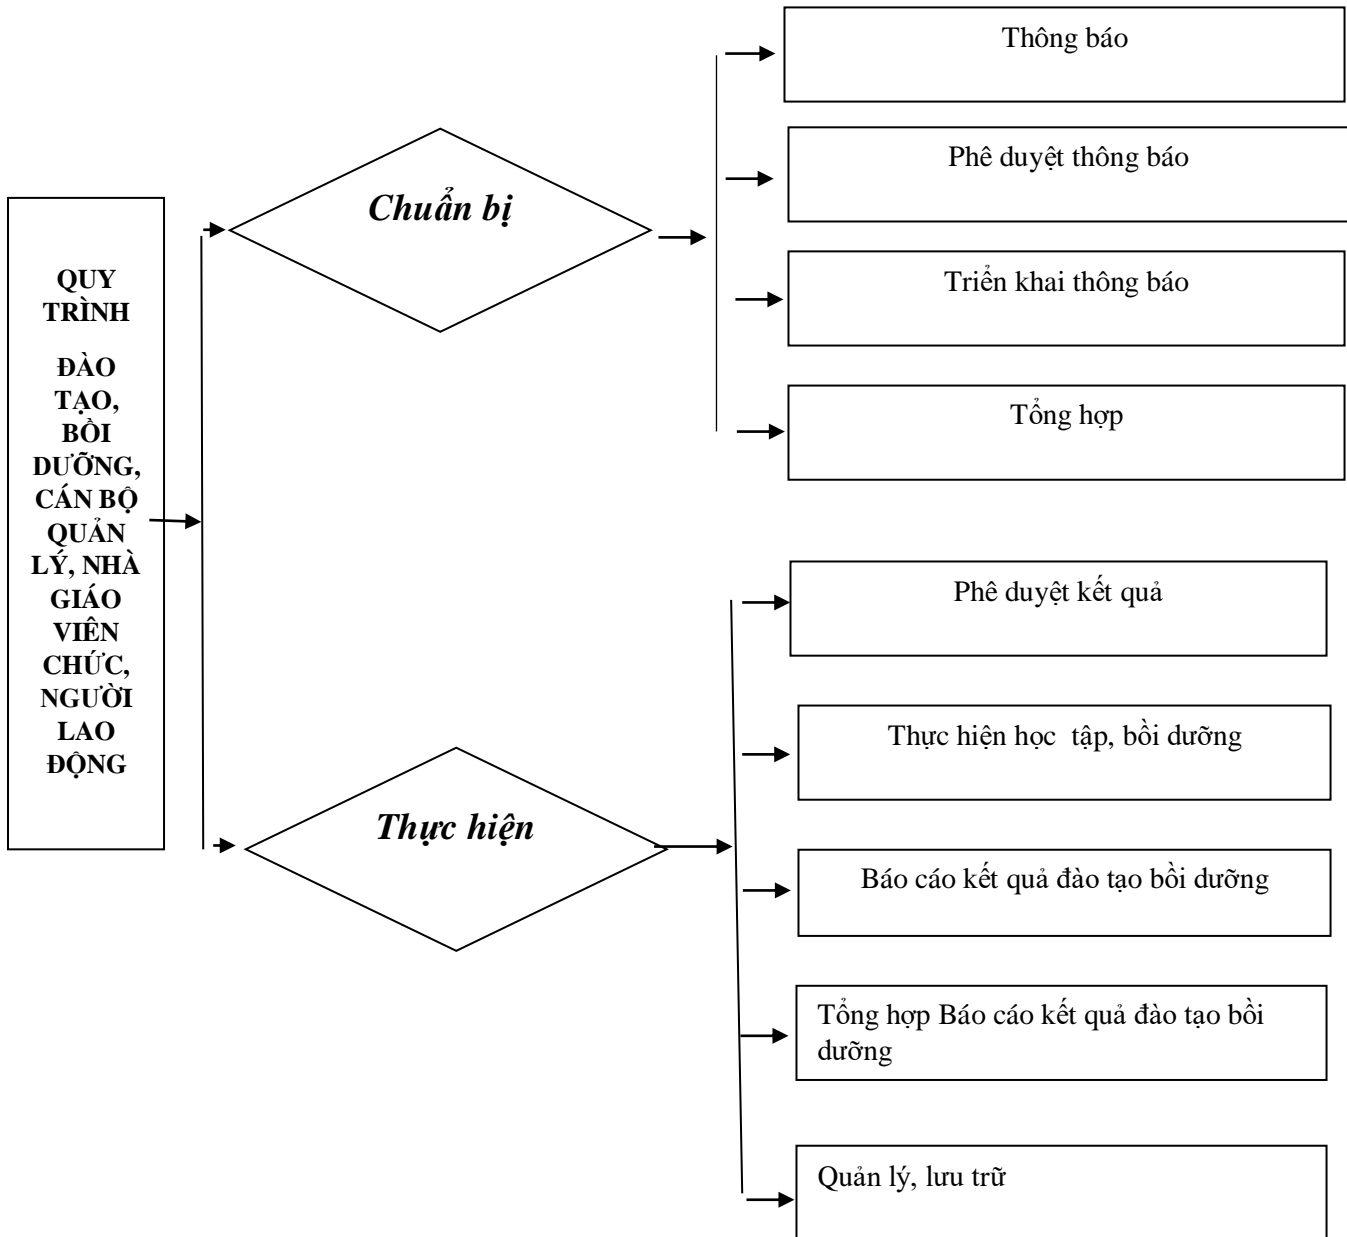 QUY
TRÌNH
ĐÀO
TẠO,
BỒI
DƯỠNG,
CÁN BỘ
QUẢN
LÝ, NHÀ
GIÁO
VIÊN
CHỨC,
NGƯỜI
LAO
ĐỘNG
Chuẩn bị
Thông báo
Phê duyệt thông báo
Triển khai thông báo
Tổng hợp
Thực hiện
Phê duyệt kết quả
Thực hiện học tập, bồi dưỡng
Báo cáo kết quả đào tạo bồi dưỡng
Tổng hợp Báo cáo kết quả đào tạo bồi
dưỡng
Quản lý, lưu trữ